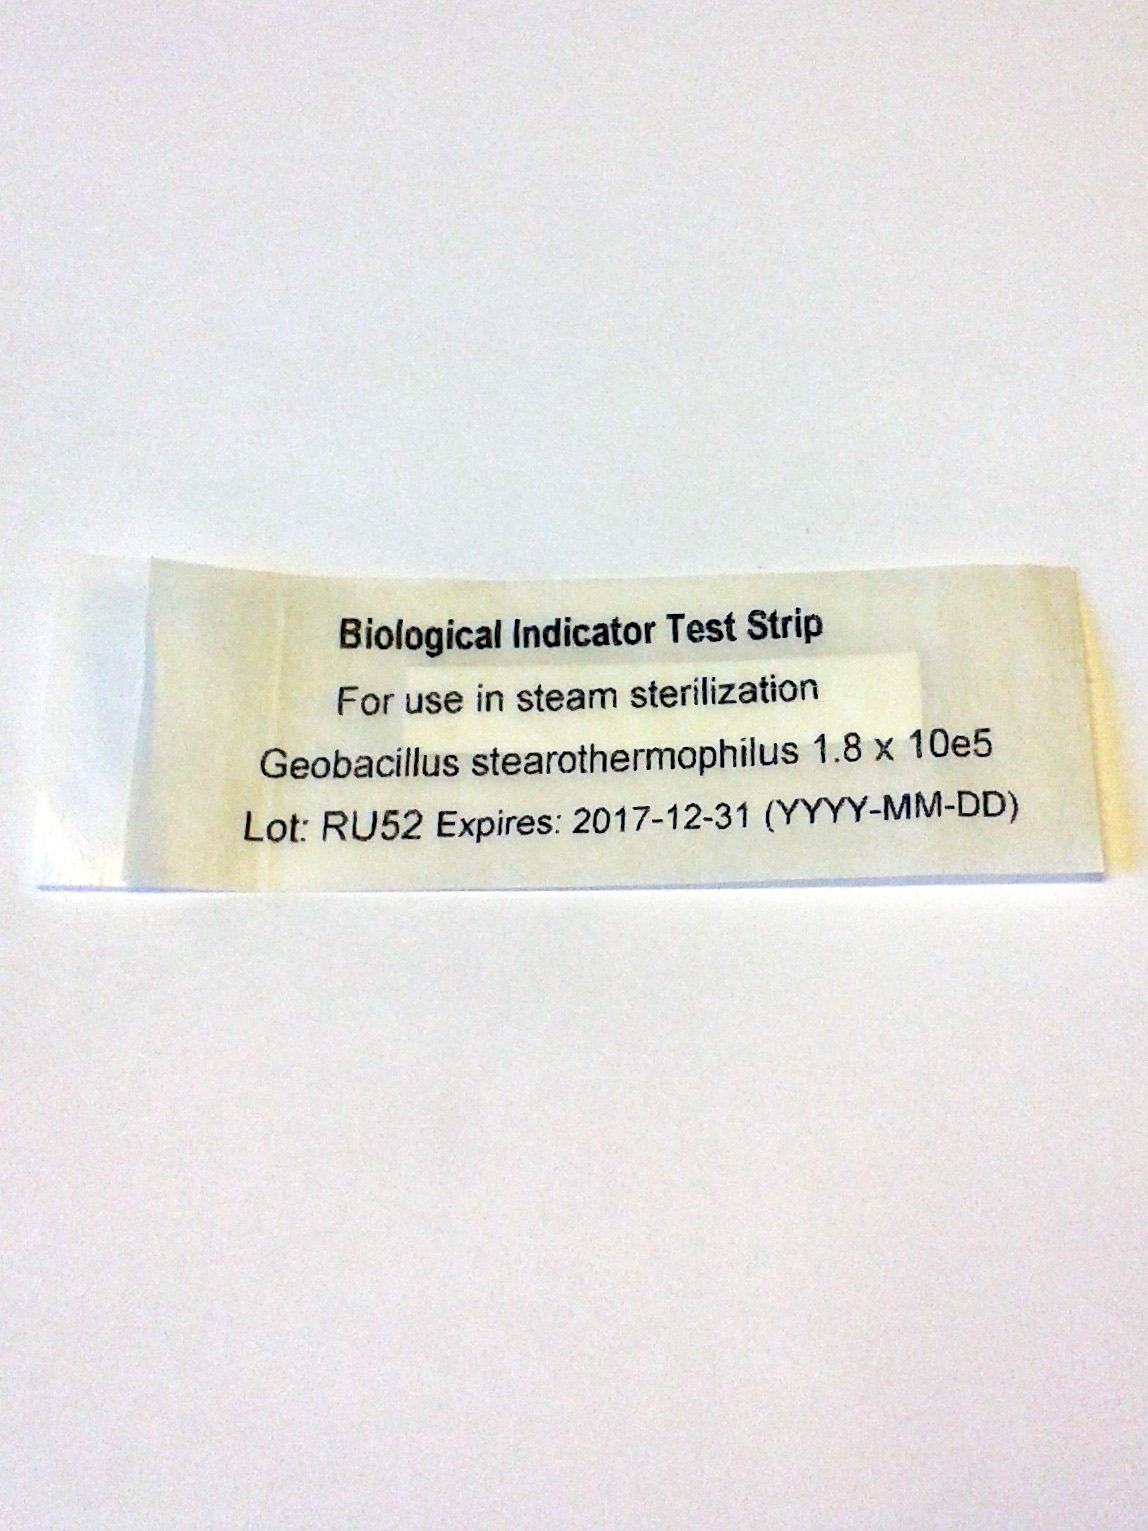 Biological Indicator Test Strip
For use in steam sterilization
Geobacillus stearothermophilus 1.8 x 10e5
Lot: RU52 Expires: 2017-12-31 (YYYY-MM-DD)